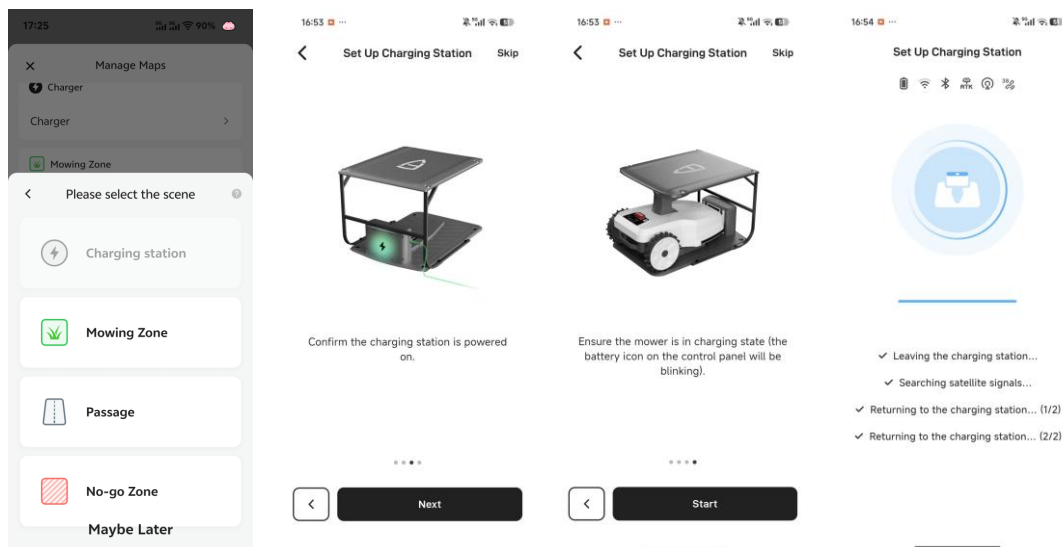 17:25
90%
Manage Maps
Charger
Charger
Mowing Zone
Please select the scene
Charging station
Mowing Zone
Passage
No-go Zone
Maybe Later
16:53
Set Up Charging Station Skip
Confirm the charging station is powered
on.
Next
16:53
Set Up Charging Station Skip
Ensure the mower is in charging state (the
battery icon on the control panel will be
blinking).
Start
16:54
Set Up Charging Station
RTK
38
Leaving the charging station...
Searching satellite signals...
Returning to the charging station... (1/2)
Returning to the charging station... (2/2)